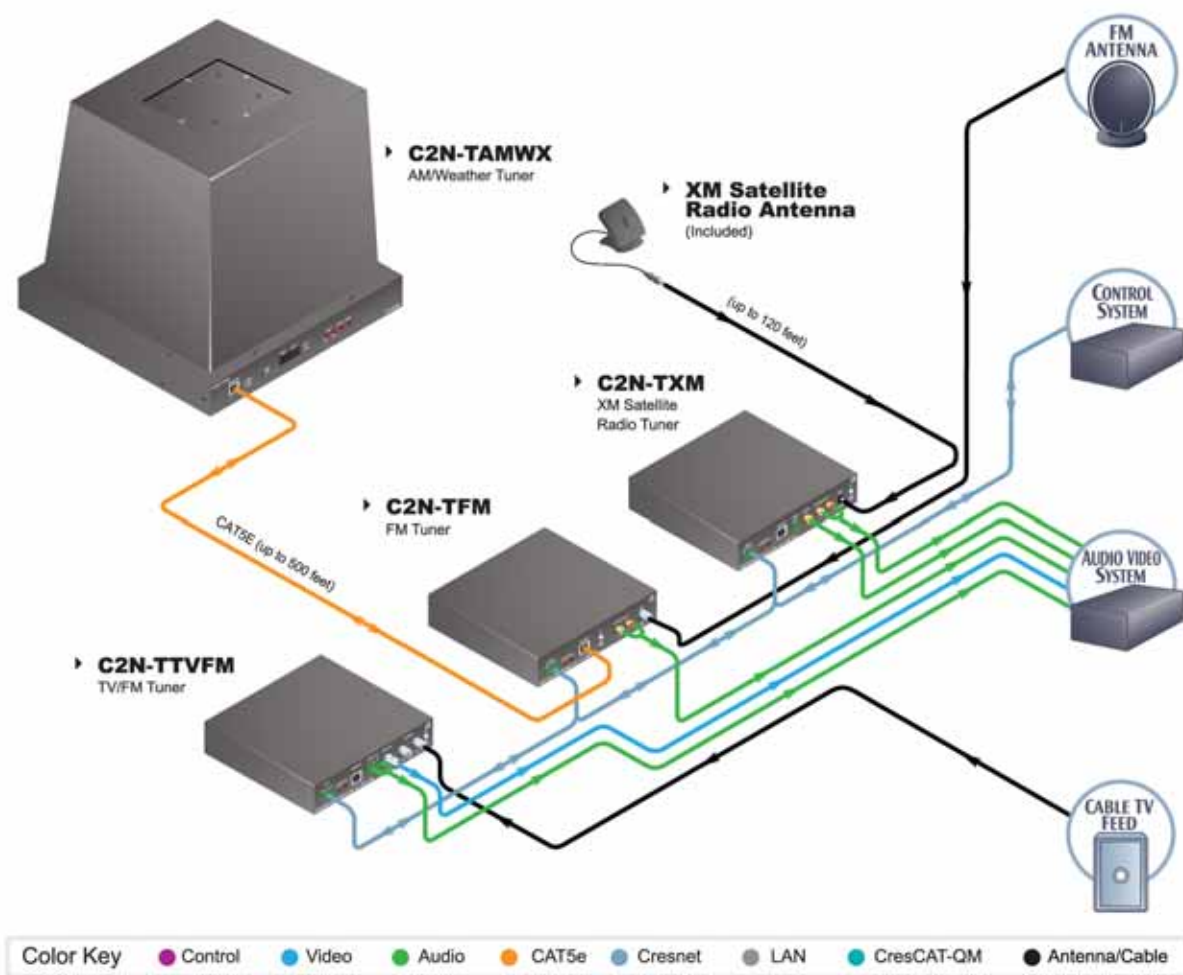 FM
ANTENNA
C2N-TAMWX
AM/Weather Tuner
XM Satellite
Radio Antenna
(Included)
CONTROL
SYSTEM
(up to 120 feet)
C2N-TXM
XM Satellite
Radio Tuner
C2N-TFM
FM Tuner
CAT5E (up to 500 feet)
AUDIO VIDEO
SYSTEM
C2N-TTVFM
TV/FM Tuner
CABLE TV
FEED
Color Key Control Video Audio CAT5e Cresnet LAN CresCAT-QM Antenna/Cable